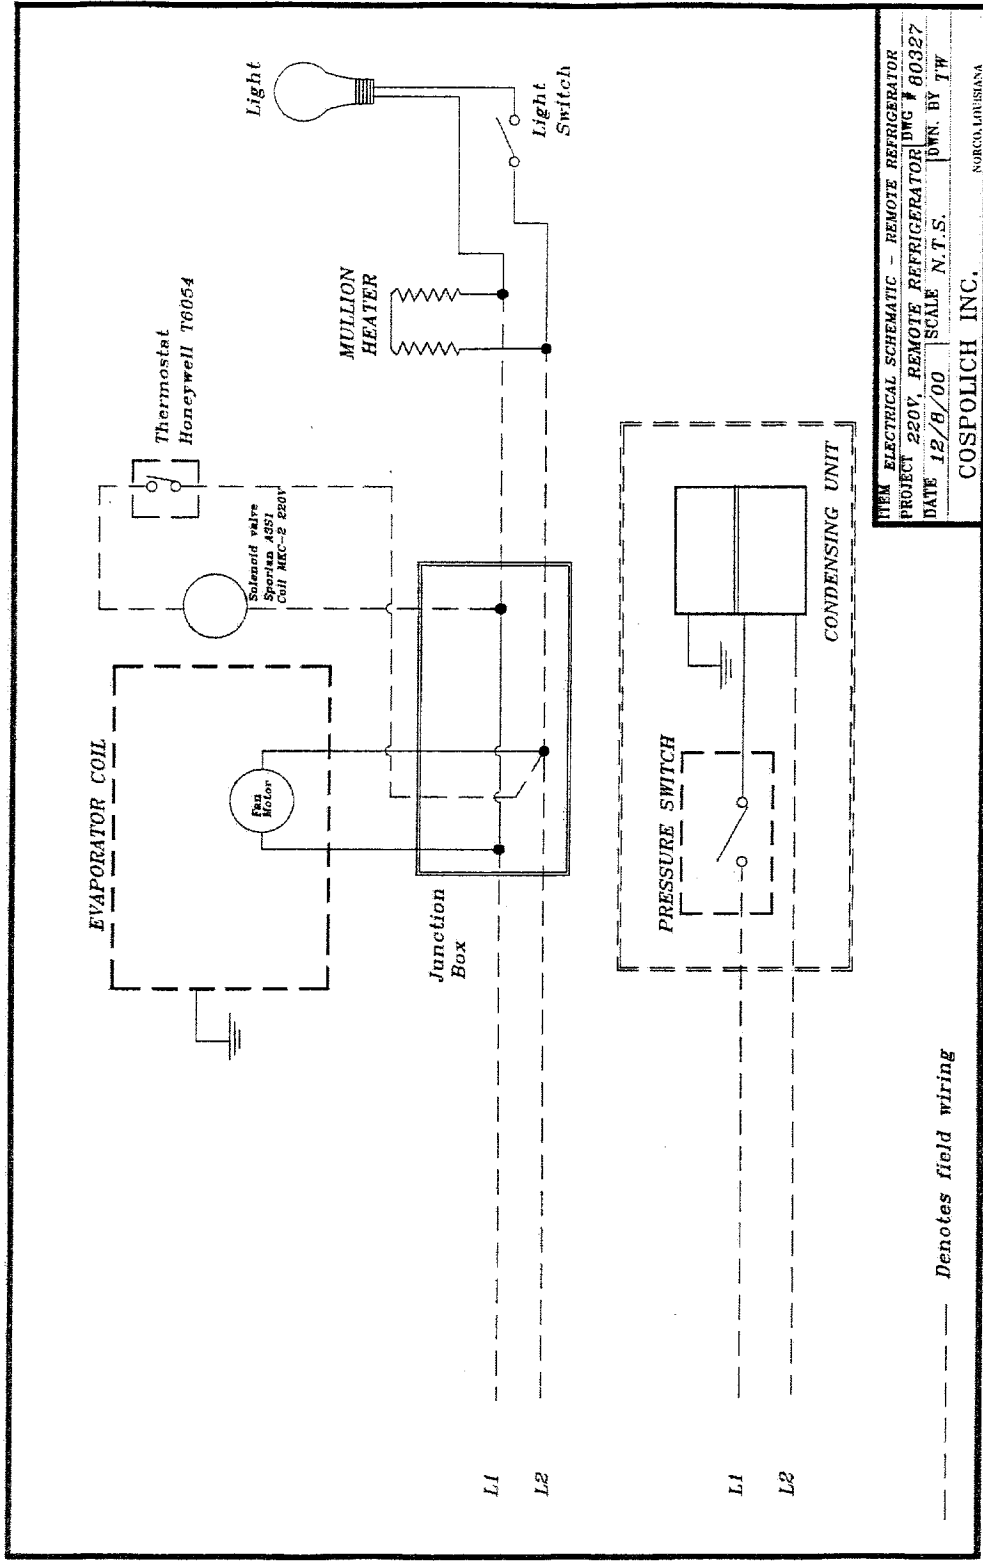 Light
Light
Switch
MULLION
HEATER
Thermostat
Honeywell T6054
Solenoid valve
Sporlan A3S1
Coil MKC-2 220V
EVAPORATOR COIL
Fan
Motor
Junction
Box
CONDENSING UNIT
PRESSURE SWITCH
L1
L2
L1
L2
Denotes field wiring
ITEM ELECTRICAL SCHEMATIC - REMOTE REFRIGERATOR
PROJECT 220V, REMOTE REFRIGERATOR DWG # 80327
DATE 12/8/00 SCALE N.T.S. DWN. BY TW
COSPOLICH INC.
NORCO, LOUISIANA